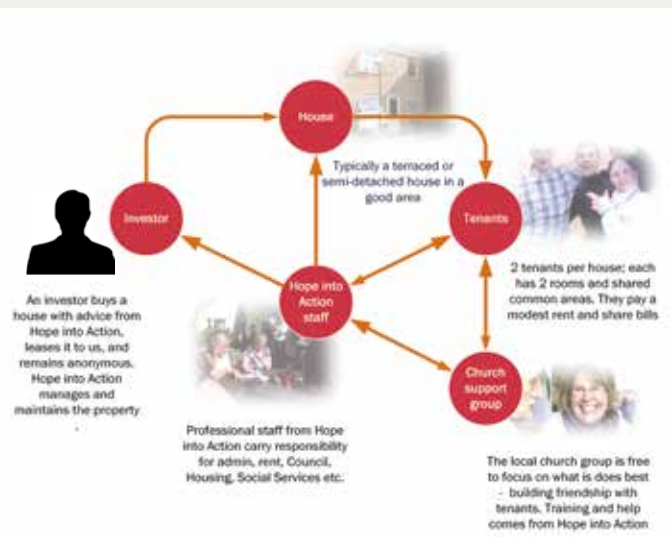 House
Typically a terraced or
semi-detached house in a
good area
Investor
Tenants
An investor buys a
house with advice from
Hope into Action,
leases it to us, and
remains anonymous.
Hope into Action
manages and
maintains the property
.
Hope into
Action
staff
2 tenants per house; each
has 2 rooms and shared
common areas. They pay a
modest rent and share bills
Professional staff from Hope
into Action carry responsibility
for admin, rent, Council,
Housing, Social Services etc.
Church
support
group
The local church group is free
to focus on what is does best
- building friendship with
tenants. Training and help
comes from Hope into Action